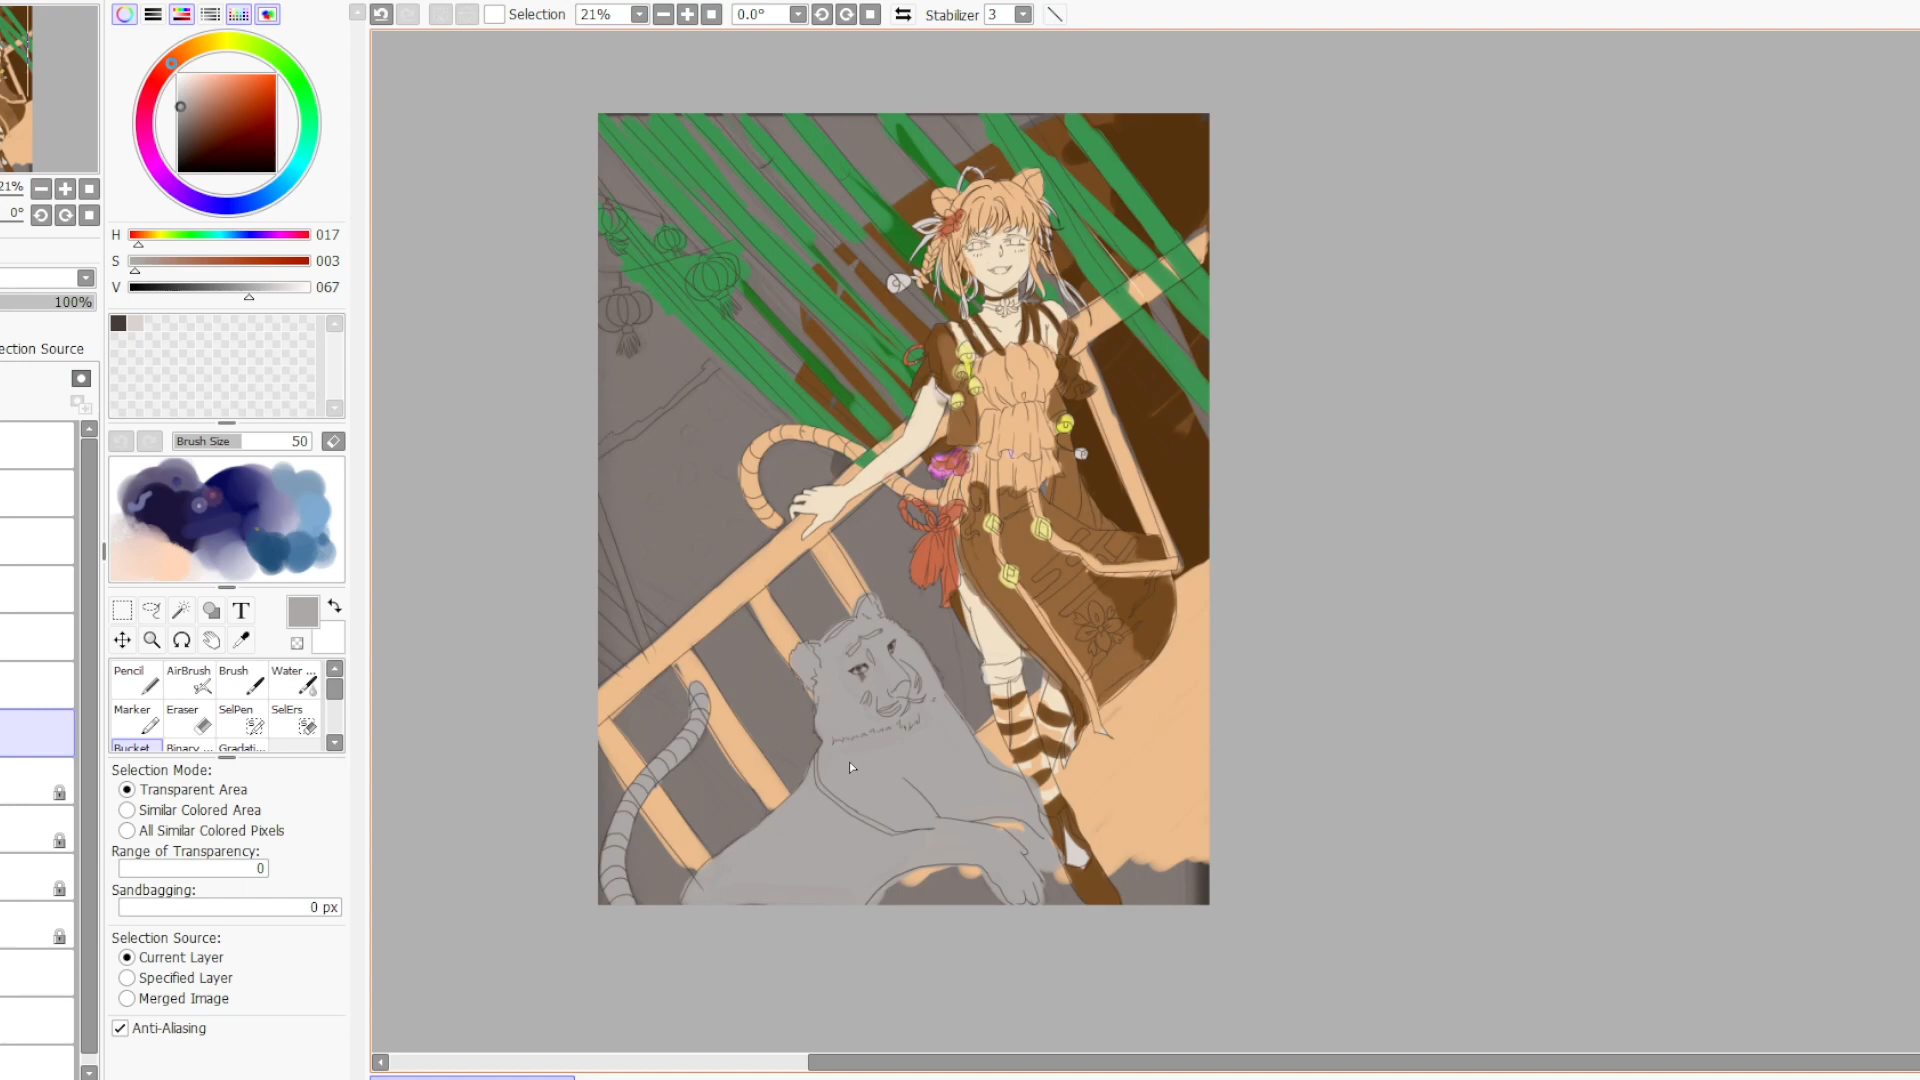 Selection 21% 0.0° Stabilizer 3
21%
0°
H 017
S 003
V 067
100%
ection Source
Brush Size 50
T
Pencil AirBrush Brush Water ...
Marker Eraser SelPen SelErs
Bucket Binary ... Gradati...
Selection Mode:
Transparent Area
Similar Colored Area
All Similar Colored Pixels
Range of Transparency:
0
Sandbagging:
0 px
Selection Source:
Current Layer
Specified Layer
Merged Image
Anti-Aliasing